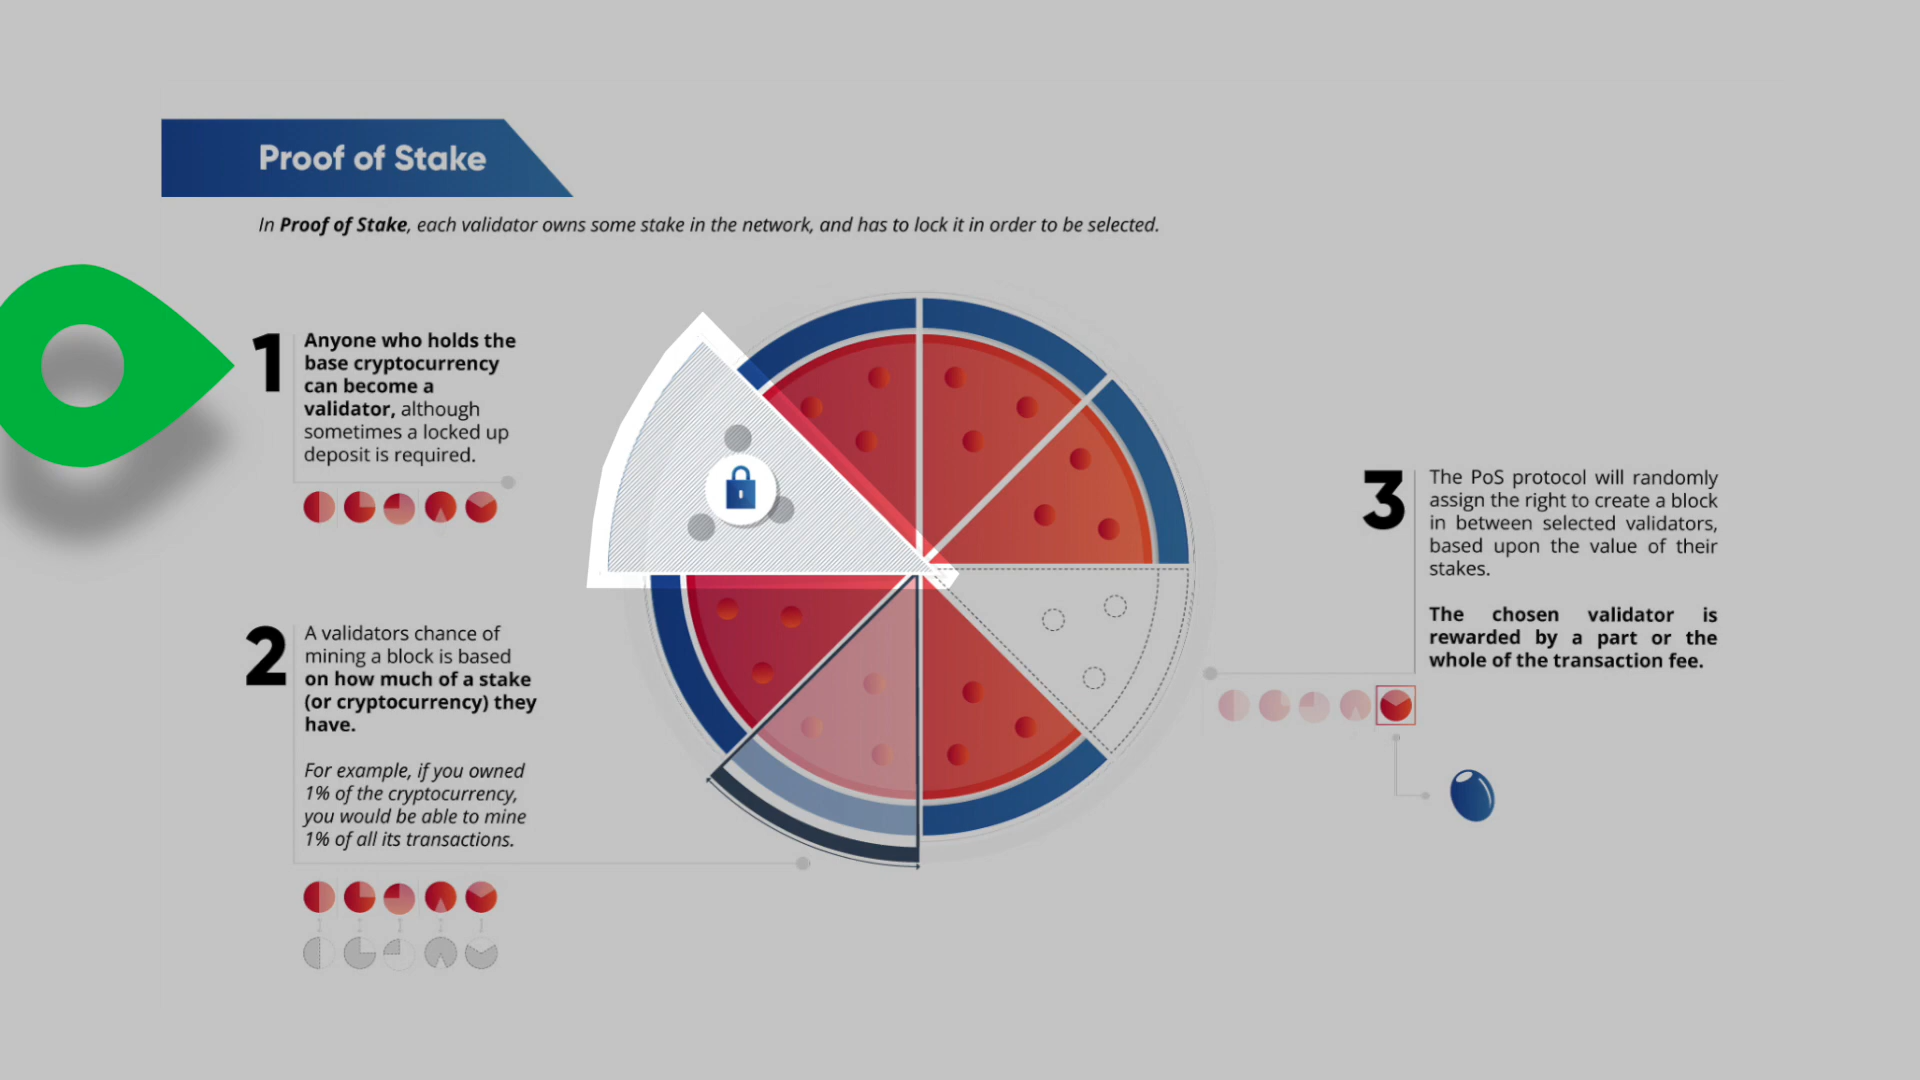 Proof of Stake
In Proof of Stake, each validator owns some stake in the network, and has to lock it in order to be selected.
1
Anyone who holds the
base cryptocurrency
can become a
validator, although
sometimes a locked up
deposit is required.
2
A validators chance of
mining a block is based
on how much of a stake
(or cryptocurrency) they
have.
For example, if you owned
1% of the cryptocurrency,
you would be able to mine
1% of all its transactions.
3
The PoS protocol will randomly
assign the right to create a block
in between selected validators,
based upon the value of their
stakes.
The chosen validator is
rewarded by a part or the
whole of the transaction fee.